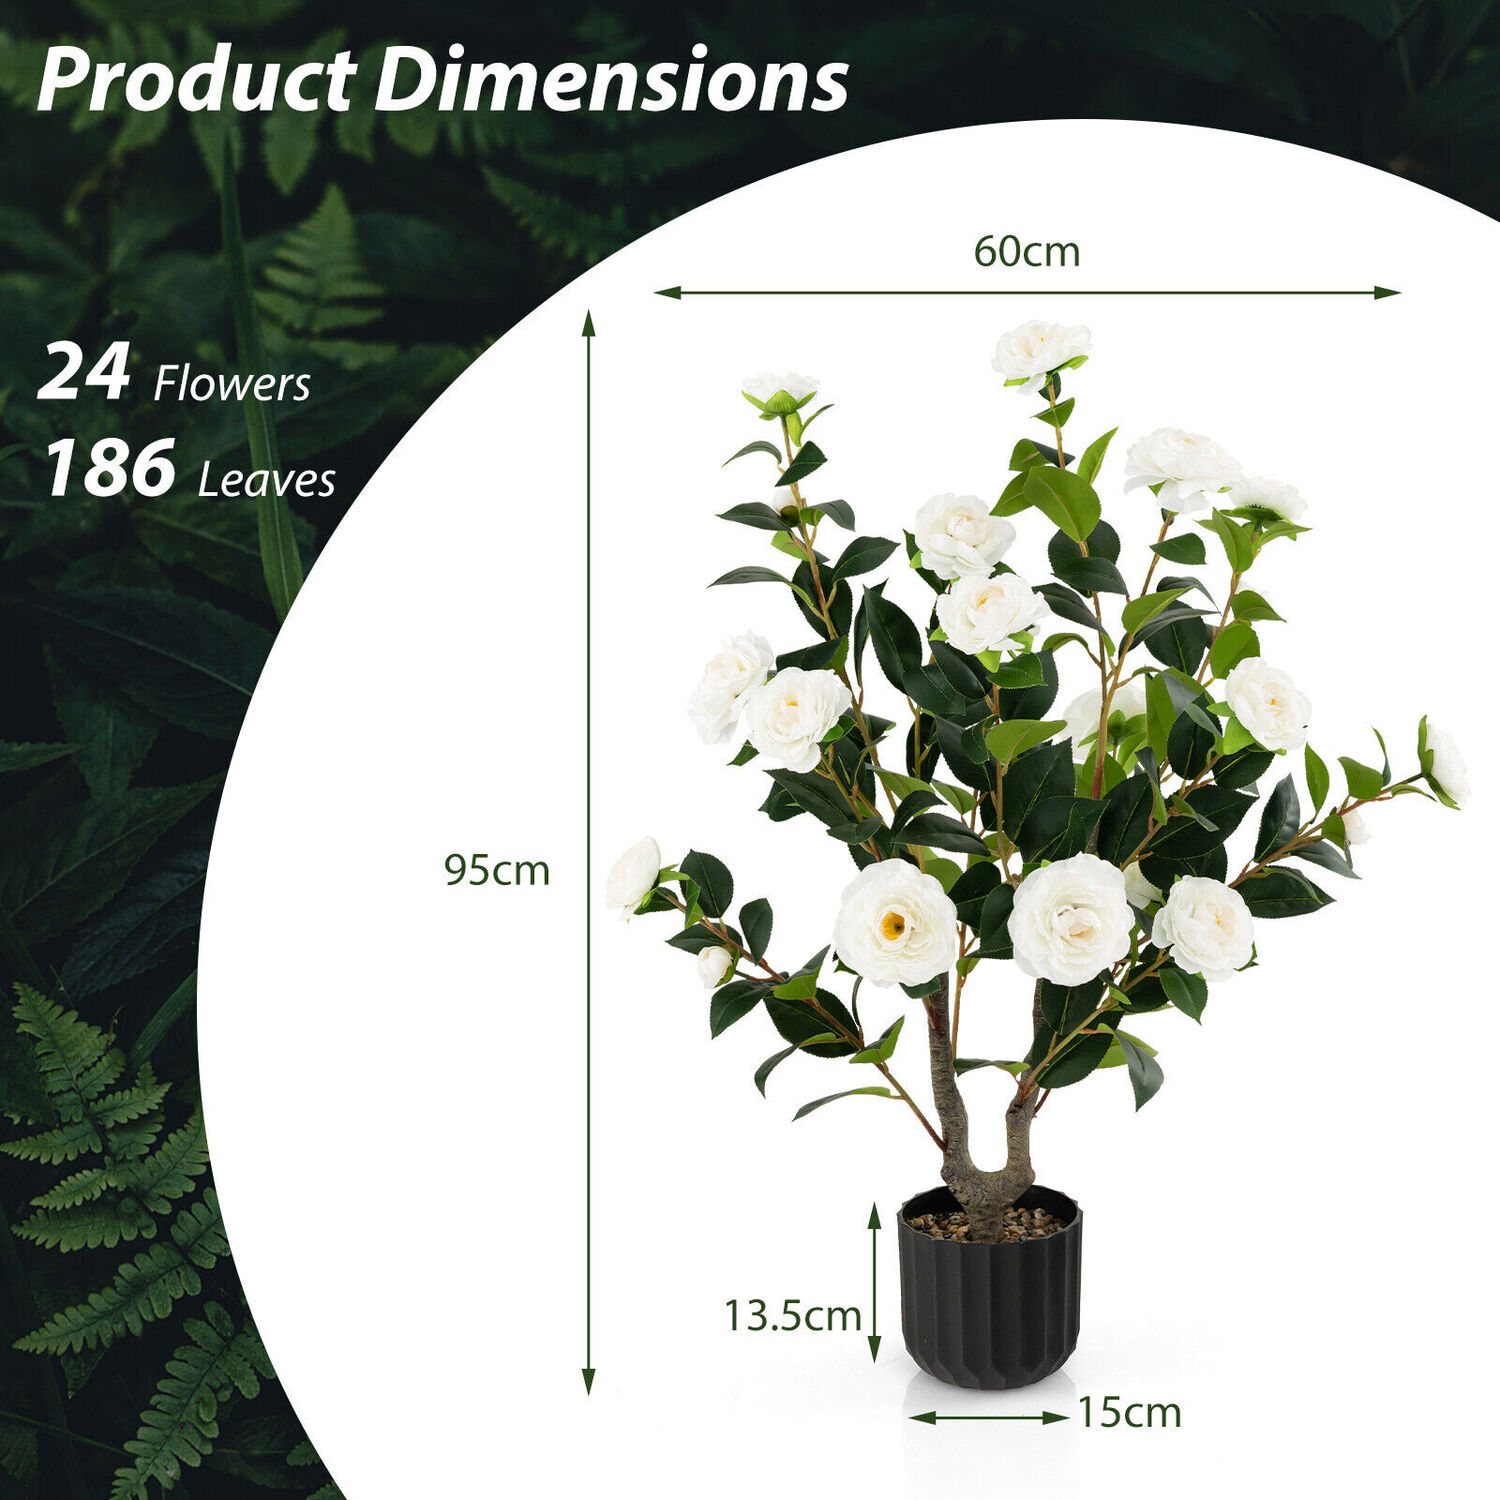 Product Dimensions
60cm
24 Flowers
186 Leaves
95cm
13.5cm
15cm